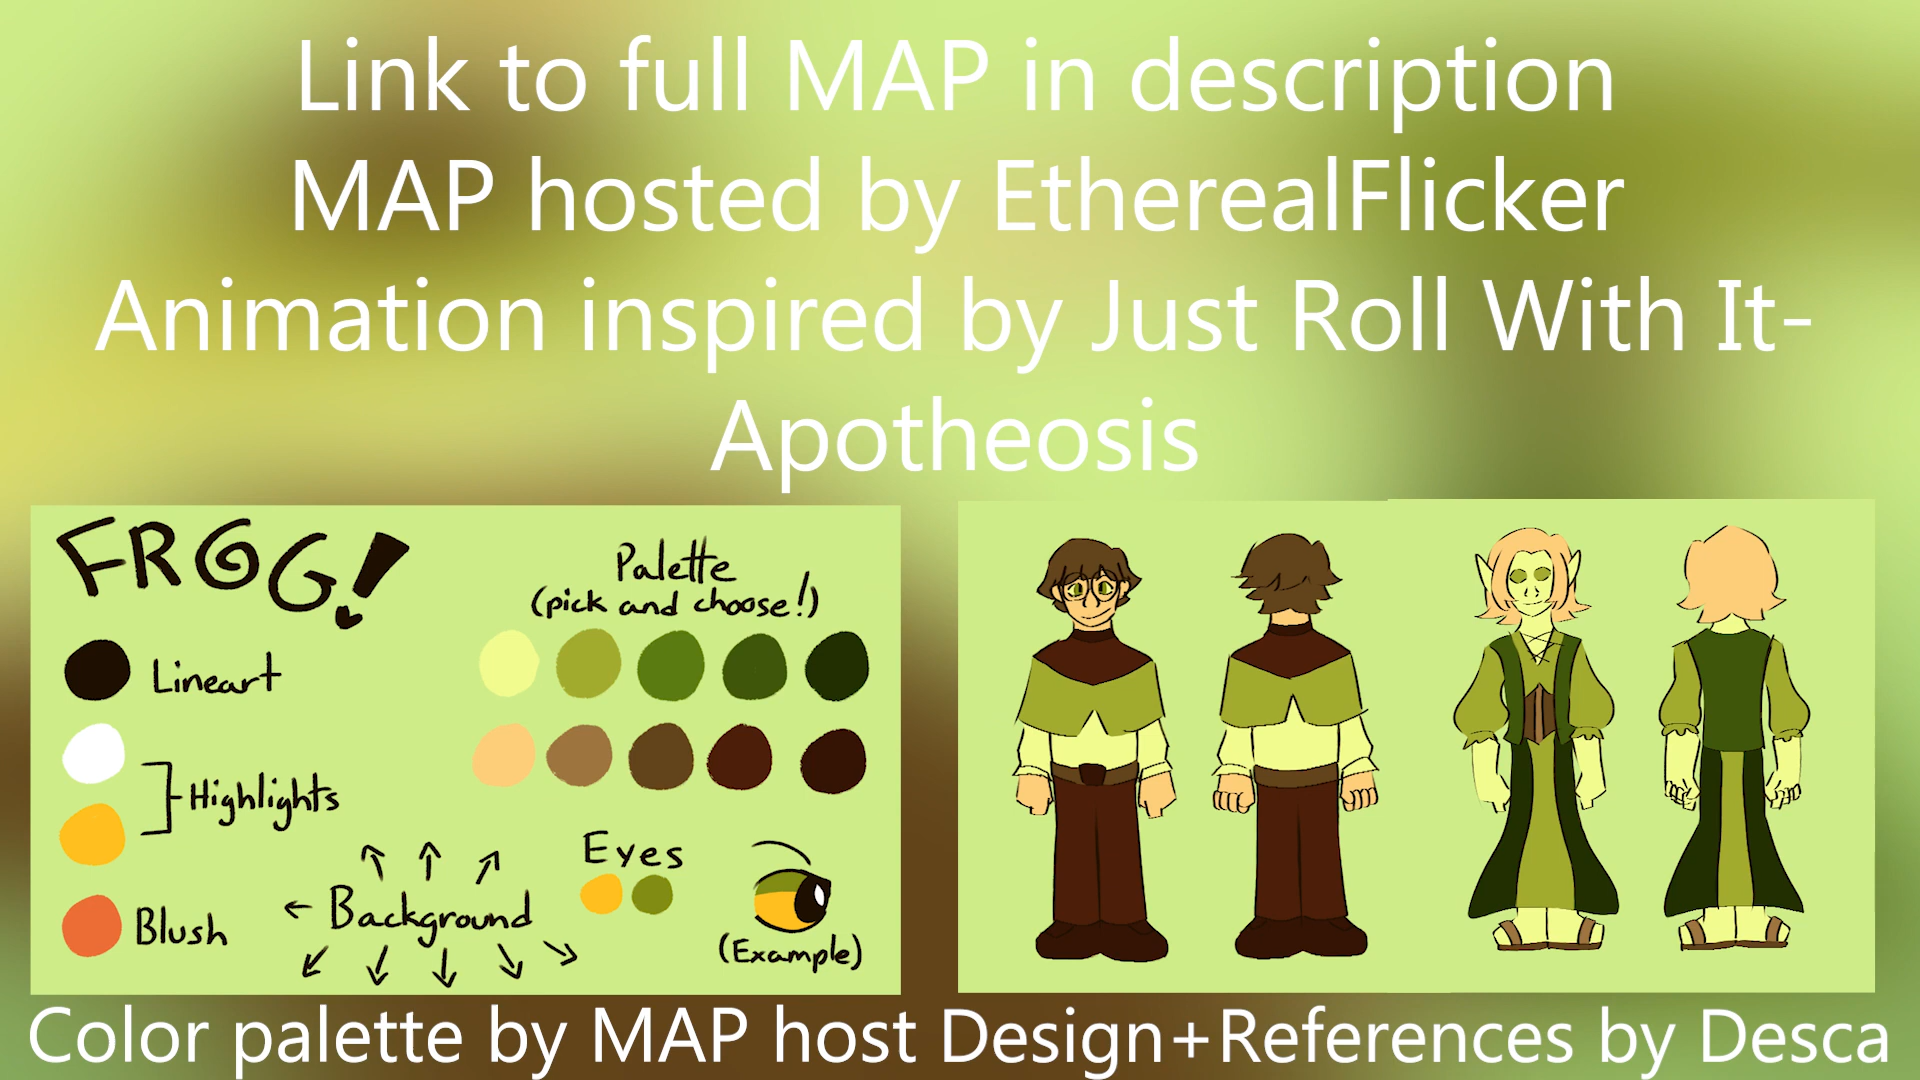 Link to full MAP in description
MAP hosted by EtherealFlicker
Animation inspired by Just Roll With It-
Apotheosis
FRGG!
Palette
(pick and choose!)
Lineart
Highlights
Eyes
Background
Blush
(Example)
Color palette by MAP host
Design+References by Desca